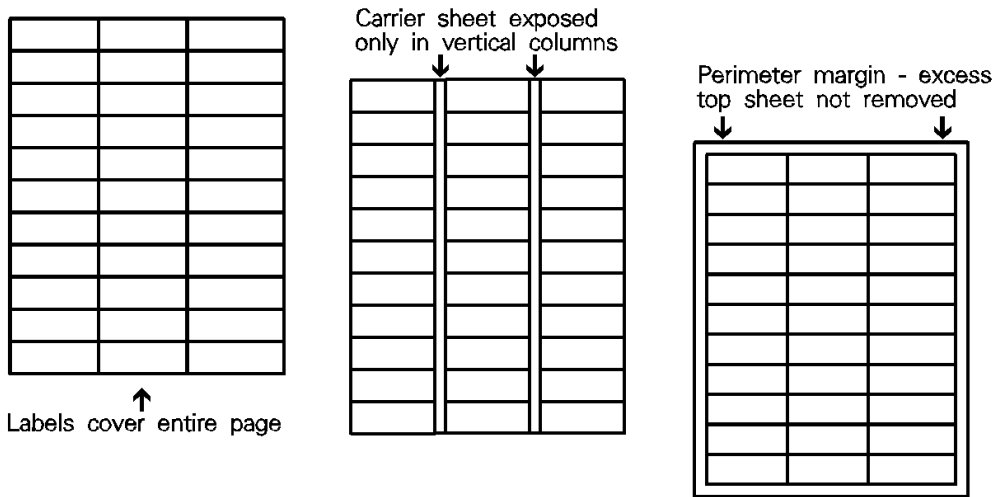 Labels cover entire page
Carrier sheet exposed
only in vertical columns
Perimeter margin - excess
top sheet not removed